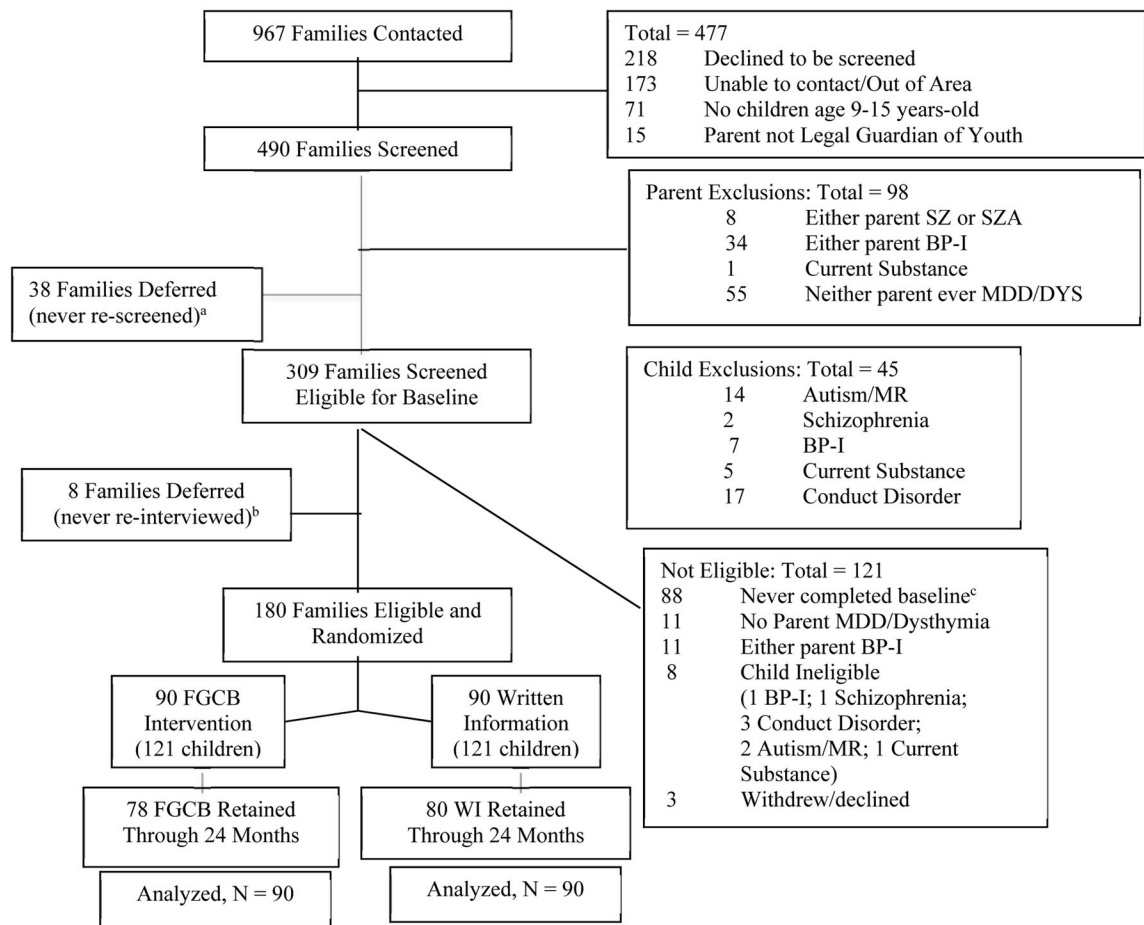 967 Families Contacted
Total = 477
218 Declined to be screened
173 Unable to contact/Out of Area
71 No children age 9-15 years-old
15 Parent not Legal Guardian of Youth
490 Families Screened
Parent Exclusions: Total = 98
8 Either parent SZ or SZA
34 Either parent BP-I
1 Current Substance
55 Neither parent ever MDD/DYS
38 Families Deferred
(never re-screened)a
309 Families Screened
Eligible for Baseline
Child Exclusions: Total = 45
14 Autism/MR
2 Schizophrenia
7 BP-I
5 Current Substance
17 Conduct Disorder
8 Families Deferred
(never re-interviewed)b
Not Eligible: Total = 121
88 Never completed baselinec
11 No Parent MDD/Dysthymia
11 Either parent BP-I
8 Child Ineligible
(1 BP-I; 1 Schizophrenia;
3 Conduct Disorder;
2 Autism/MR; 1 Current
Substance)
3 Withdrew/declined
180 Families Eligible and
Randomized
90 FGCB
Intervention
(121 children)
90 Written
Information
(121 children)
78 FGCB Retained
Through 24 Months
80 WI Retained
Through 24 Months
Analyzed, N = 90
Analyzed, N = 90